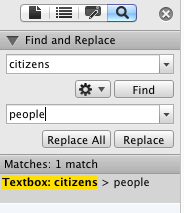 Find and Replace
citizens
Find
people
Replace All Replace
Matches: 1 match
Textbox: citizens > people